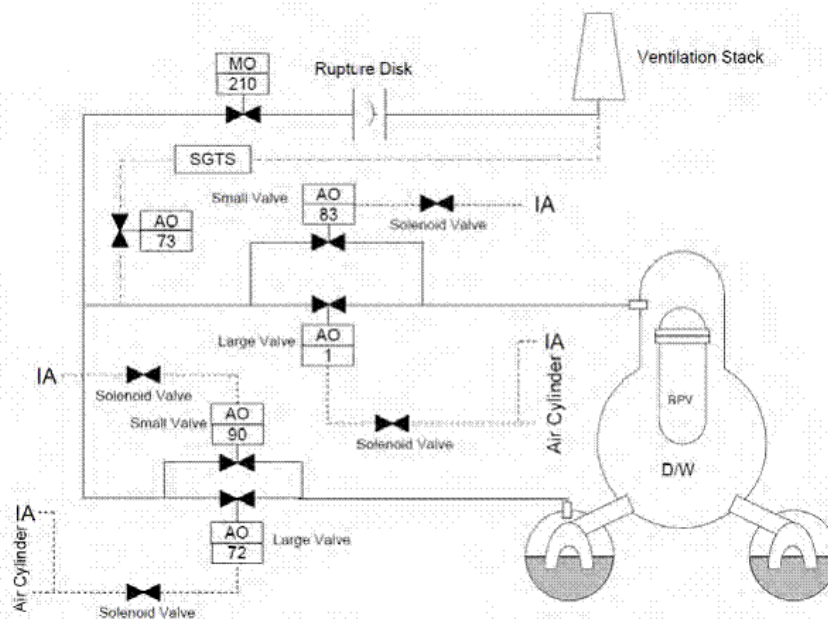 MO
210
Rupture Disk
Ventilation Stack
SGTS
Small Valve
AO
83
Solenoid Valve
IA
AO
73
Large Valve
AO
1
IA
Air Cylinder
Solenoid Valve
IA
Solenoid Valve
Small Valve
AO
90
RPV
D/W
IA
Air Cylinder
AO
72
Large Valve
Solenoid Valve